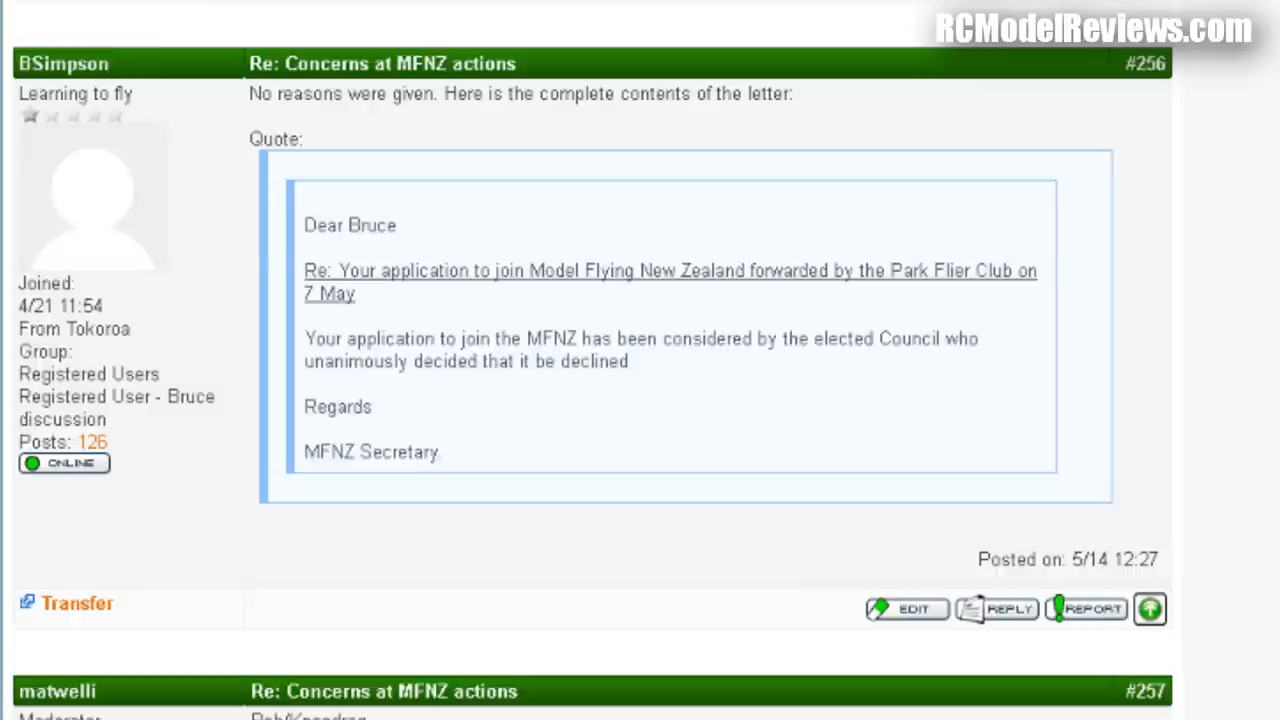 RCModelReviews.com
BSimpson
Re: Concerns at MFNZ actions
#256
Learning to fly
No reasons were given. Here is the complete contents of the letter:
Quote:
Dear Bruce
Re: Your application to join Model Flying New Zealand forwarded by the Park Flier Club on
7 May
Your application to join the MFNZ has been considered by the elected Council who
unanimously decided that it be declined
Regards
MFNZ Secretary.
Joined:
4/21 11:54
From Tokoroa
Group:
Registered Users
Registered User - Bruce
discussion
Posts: 126
ONLINE
Posted on: 5/14 12:27
Transfer
EDIT
REPLY
REPORT
matwelli
Re: Concerns at MFNZ actions
#257
Moderator